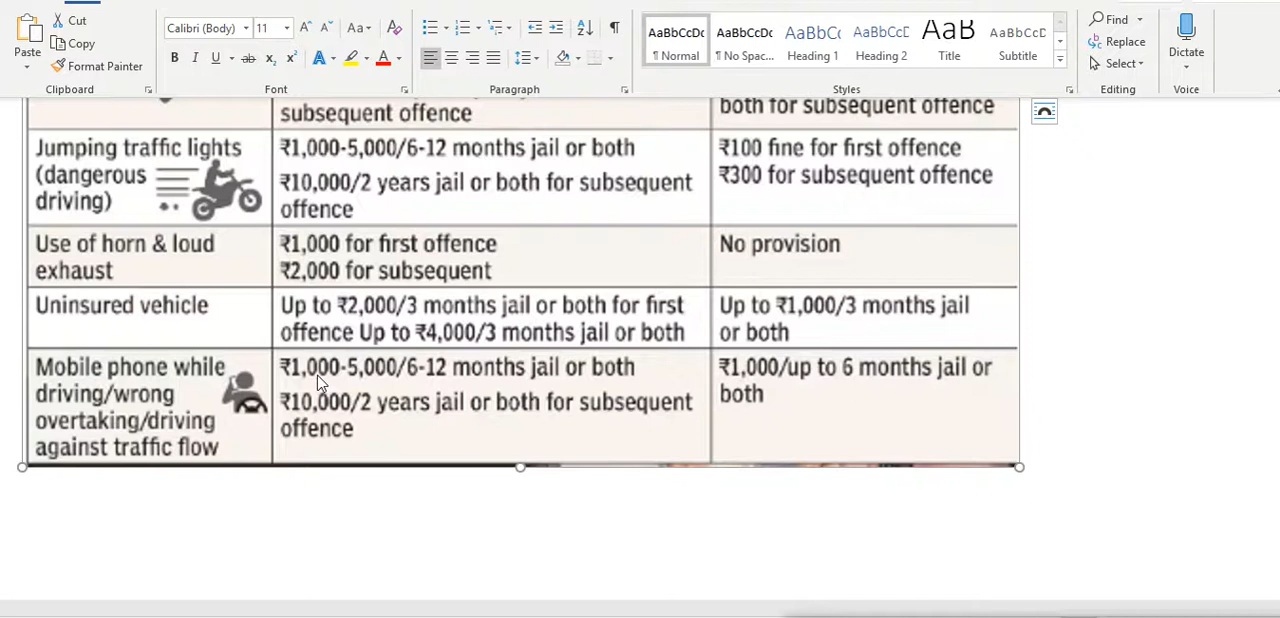 Cut
Copy
Format Painter
Paste
Clipboard
Calibri (Body)
11
A A Aa A
B I U ab x₂ x² A A
Font
Paragraph
AaBbCcDc AaBbCcDc AaBbC AaBbCcD AaB AaBbCcD
¶ Normal ¶ No Spac... Heading 1 Heading 2 Title Subtitle
Styles
Find
Replace
Select
Editing
Dictate
Voice
subsequent offence
both for subsequent offence
Jumping traffic lights
(dangerous
driving)
₹1,000-5,000/6-12 months jail or both
₹10,000/2 years jail or both for subsequent
offence
₹100 fine for first offence
₹300 for subsequent offence
Use of horn & loud
exhaust
₹1,000 for first offence
₹2,000 for subsequent
No provision
Uninsured vehicle
Up to ₹2,000/3 months jail or both for first
offence Up to ₹4,000/3 months jail or both
Up to ₹1,000/3 months jail
or both
Mobile phone while
driving/wrong
overtaking/driving
against traffic flow
₹1,000-5,000/6-12 months jail or both
₹10,000/2 years jail or both for subsequent
offence
₹1,000/up to 6 months jail or
both